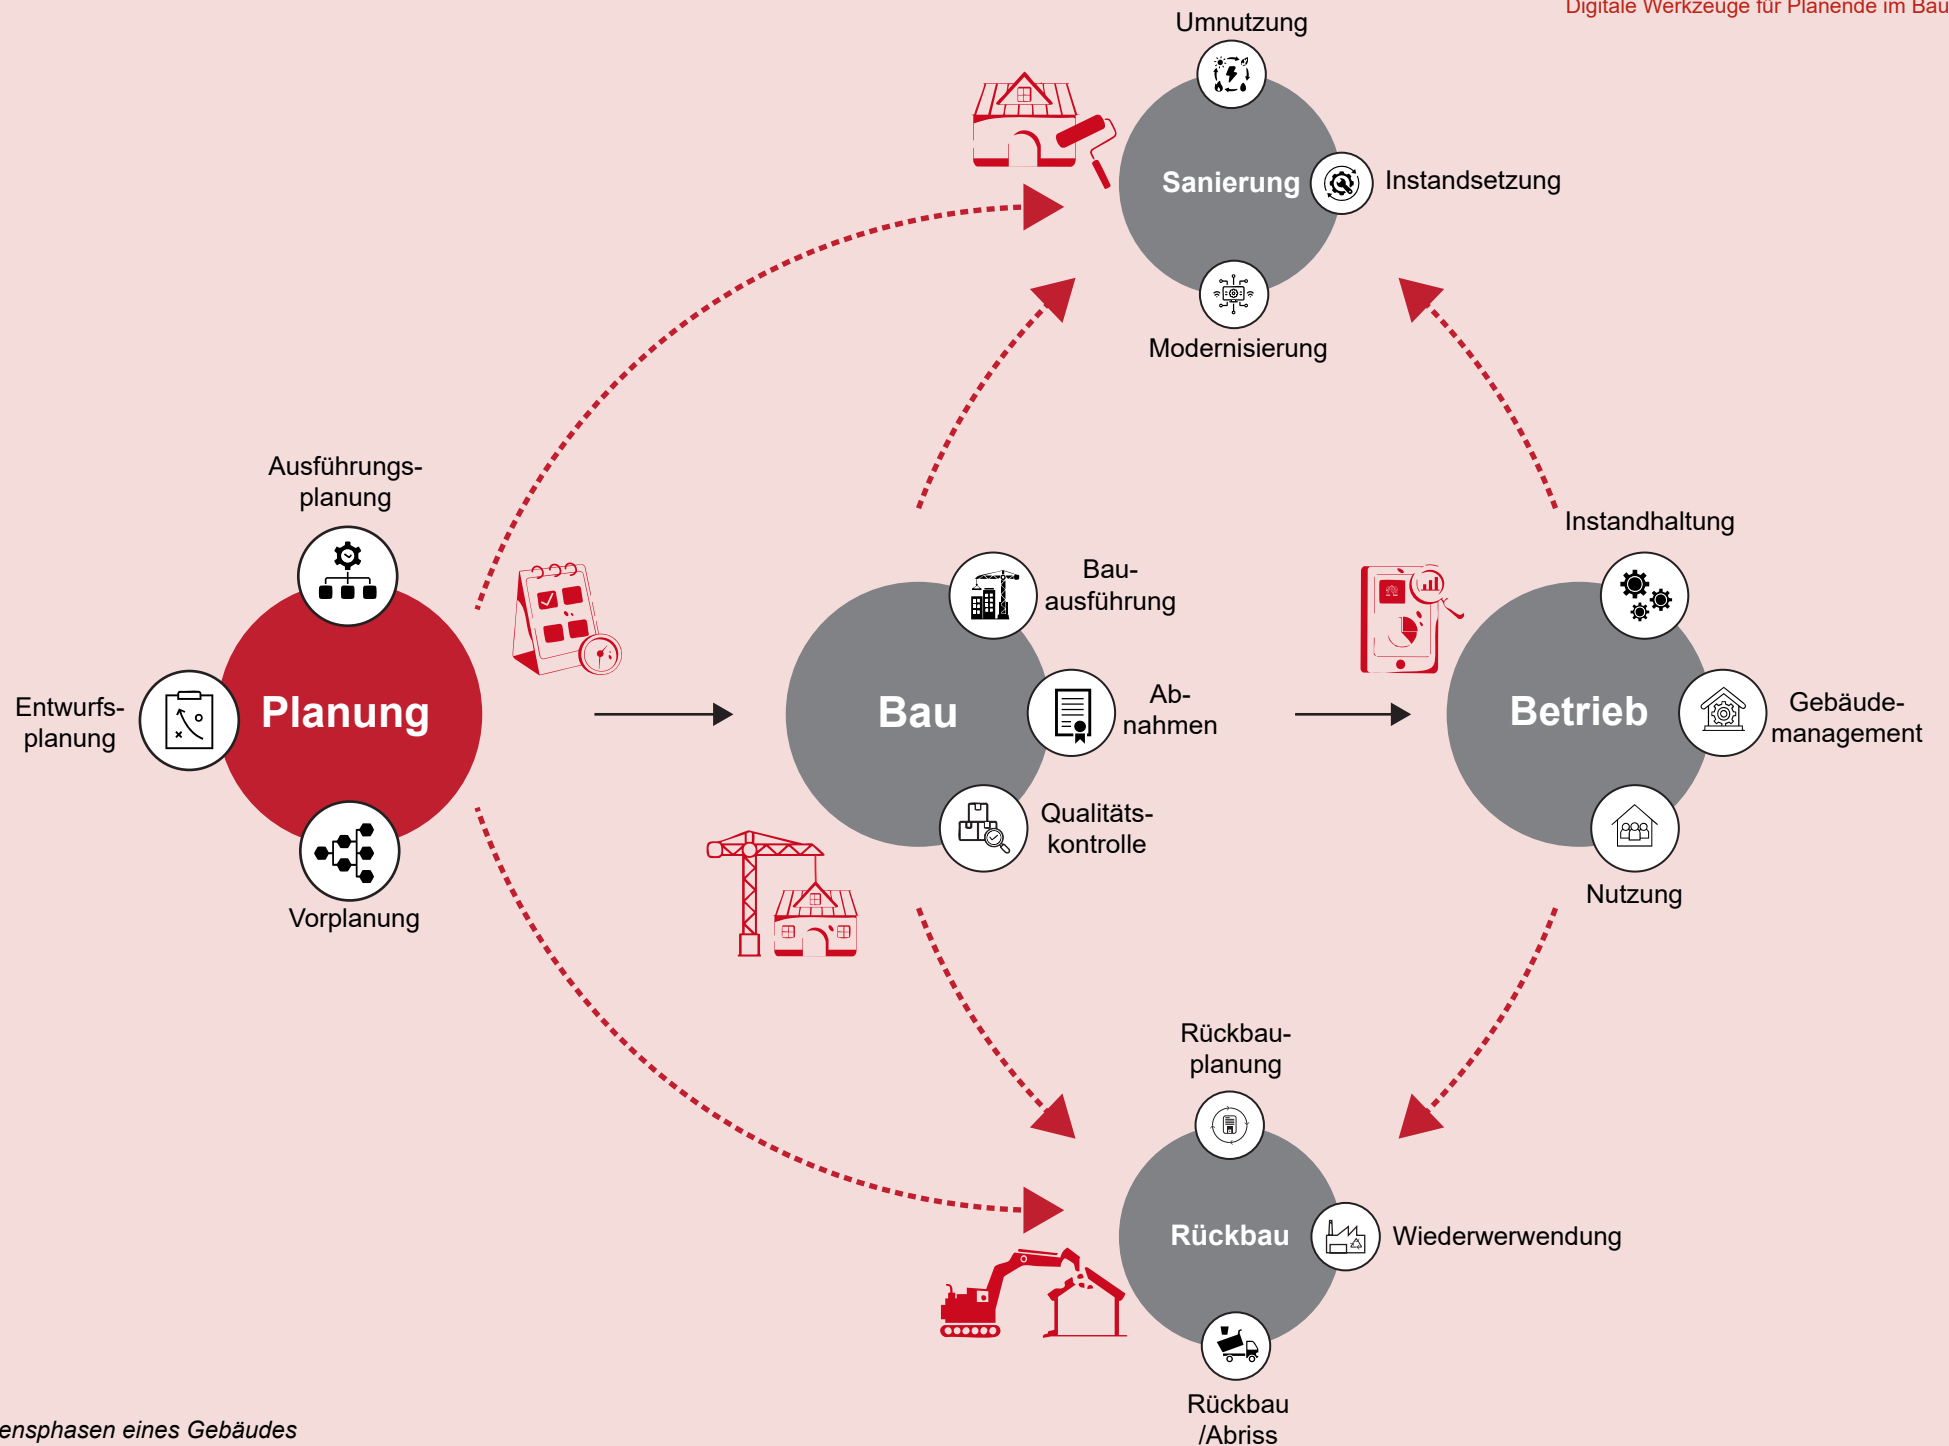 Digitale Werkzeuge für Planende im Bau
Umnutzung
Sanierung
Instandsetzung
Modernisierung
Ausführungs-
planung
Entwurfs-
planung
Planung
Vorplanung
Bau-
ausführung
Bau
Ab-
nahmen
Qualitäts-
kontrolle
Instandhaltung
Betrieb
Gebäude-
management
Nutzung
Rückbau-
planung
Rückbau
Wiederwerwendung
Rückbau
/Abriss
ensphasen eines Gebäudes